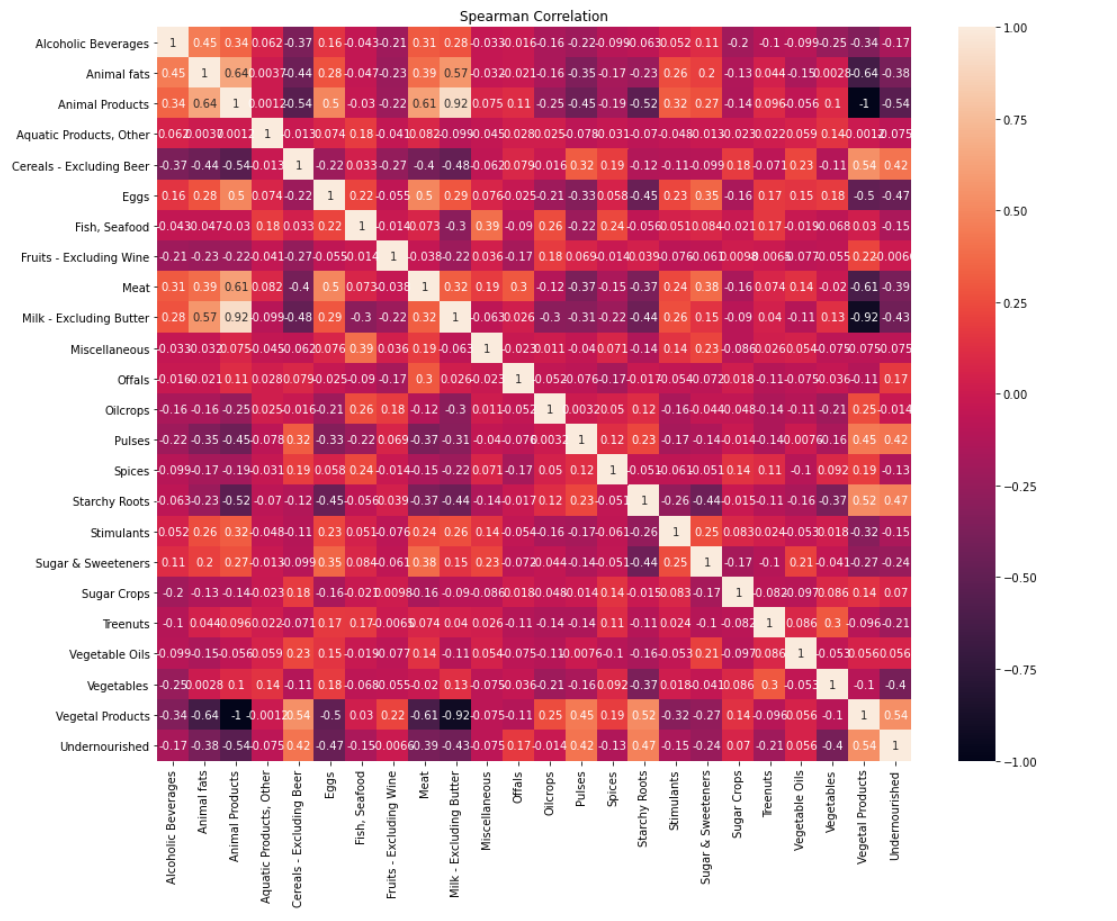 Spearman Correlation
Alcoholic Beverages 1 0.45 0.34 0.062 -0.37 0.16 -0.043 -0.21 0.31 0.28 -0.033 -0.016 -0.16 -0.22 -0.099 -0.063 0.052 0.11 -0.2 -0.1 -0.099 -0.25 -0.34 -0.17 1.00
Animal fats 0.45 1 0.64 0.0037 -0.44 0.28 -0.047 -0.23 0.39 0.57 -0.032 -0.021 -0.16 -0.35 -0.17 -0.23 0.26 0.2 -0.13 0.044 -0.15 0.0028 -0.64 -0.38
Animal Products 0.34 0.64 1 0.0012 -0.54 0.5 -0.03 -0.22 0.61 0.92 0.075 0.11 -0.25 -0.45 -0.19 -0.52 0.32 0.27 -0.14 0.096 -0.056 0.1 -1 -0.54 0.75
Aquatic Products, Other 0.062 0.0037 0.0012 1 -0.013 0.074 0.18 -0.041 0.082 -0.099 -0.045 0.028 0.025 -0.078 -0.031 -0.07 -0.048 -0.013 -0.023 0.022 0.059 0.14 -0.0012 -0.075
Cereals - Excluding Beer -0.37 -0.44 -0.54 -0.013 1 -0.22 0.033 -0.27 -0.4 -0.48 -0.062 0.079 -0.016 0.32 0.19 -0.12 -0.11 -0.099 0.18 -0.071 0.23 -0.11 0.54 0.42
Eggs 0.16 0.28 0.5 0.074 -0.22 1 0.22 -0.055 0.5 0.29 0.076 -0.025 -0.21 -0.33 0.058 -0.45 0.23 0.35 -0.16 0.17 0.15 0.18 -0.5 -0.47 0.50
Fish, Seafood -0.043 -0.047 -0.03 0.18 0.033 0.22 1 -0.014 0.073 -0.3 0.39 -0.09 0.26 -0.22 0.24 -0.056 0.051 0.084 -0.021 0.17 -0.019 -0.068 0.03 -0.15
Fruits - Excluding Wine -0.21 -0.23 -0.22 -0.041 -0.27 -0.055 -0.014 1 -0.038 -0.22 0.036 -0.17 0.18 0.069 -0.014 0.039 -0.076 -0.061 0.0098 -0.0065 -0.077 -0.055 0.22 -0.0066
Meat 0.31 0.39 0.61 0.082 -0.4 0.5 0.073 -0.038 1 0.32 0.19 0.3 -0.12 -0.37 -0.15 -0.37 0.24 0.38 -0.16 0.074 0.14 -0.02 -0.61 -0.39 0.25
Milk - Excluding Butter 0.28 0.57 0.92 -0.099 -0.48 0.29 -0.3 -0.22 0.32 1 -0.063 0.026 -0.3 -0.31 -0.22 -0.44 0.26 0.15 -0.09 0.04 -0.11 0.13 -0.92 -0.43
Miscellaneous -0.033 -0.032 0.075 -0.045 -0.062 0.076 0.39 0.036 0.19 -0.063 1 -0.023 0.011 -0.04 0.071 -0.14 0.14 0.23 -0.086 0.026 0.054 -0.075 -0.075 -0.075
Offals -0.016 -0.021 0.11 0.028 0.079 -0.025 -0.09 -0.17 0.3 0.026 -0.023 1 -0.052 -0.076 -0.17 -0.017 -0.054 -0.072 0.018 -0.11 -0.075 -0.036 -0.11 0.17 0.00
Oilcrops -0.16 -0.16 -0.25 0.025 -0.016 -0.21 0.26 0.18 -0.12 -0.3 0.011 -0.052 1 0.0032 0.05 0.12 -0.16 -0.044 -0.048 -0.14 -0.11 -0.21 0.25 -0.014
Pulses -0.22 -0.35 -0.45 -0.078 0.32 -0.33 -0.22 0.069 -0.37 -0.31 -0.04 -0.076 0.0032 1 0.12 0.23 -0.17 -0.14 -0.014 -0.14 -0.0076 -0.16 0.45 0.42
Spices -0.099 -0.17 -0.19 -0.031 0.19 0.058 0.24 -0.014 -0.15 -0.22 0.071 -0.17 0.05 0.12 1 -0.051 -0.061 -0.051 0.14 0.11 -0.1 0.092 0.19 -0.13 -0.25
Starchy Roots -0.063 -0.23 -0.52 -0.07 -0.12 -0.45 -0.056 0.039 -0.37 -0.44 -0.14 -0.017 0.12 0.23 -0.051 1 -0.26 -0.44 -0.015 -0.11 -0.16 -0.37 0.52 0.47
Stimulants 0.052 0.26 0.32 -0.048 -0.11 0.23 0.051 -0.076 0.24 0.26 0.14 -0.054 -0.16 -0.17 -0.061 -0.26 1 0.25 0.083 0.024 -0.053 0.018 -0.32 -0.15
Sugar & Sweeteners 0.11 0.2 0.27 -0.013 -0.099 0.35 0.084 -0.061 0.38 0.15 0.23 -0.072 -0.044 -0.14 -0.051 -0.44 0.25 1 -0.17 -0.1 0.21 -0.041 -0.27 -0.24 -0.50
Sugar Crops -0.2 -0.13 -0.14 -0.023 0.18 -0.16 -0.021 0.0098 -0.16 -0.09 -0.086 0.018 -0.048 -0.014 0.14 -0.015 0.083 -0.17 1 -0.082 -0.097 0.086 0.14 0.07
Treenuts -0.1 0.044 0.096 0.022 -0.071 0.17 0.17 -0.0065 0.074 0.04 0.026 -0.11 -0.14 -0.14 0.11 -0.11 0.024 -0.1 -0.082 1 0.086 0.3 -0.096 -0.21
Vegetable Oils -0.099 -0.15 -0.056 0.059 0.23 0.15 -0.019 -0.077 0.14 -0.11 0.054 -0.075 -0.11 -0.0076 -0.1 -0.16 -0.053 0.21 -0.097 0.086 1 -0.053 0.056 0.056 -0.75
Vegetables -0.25 0.0028 0.1 0.14 -0.11 0.18 -0.068 -0.055 -0.02 0.13 -0.075 -0.036 -0.21 -0.16 0.092 -0.37 0.018 -0.041 0.086 0.3 -0.053 1 -0.1 -0.4
Vegetal Products -0.34 -0.64 -1 -0.0012 0.54 -0.5 0.03 0.22 -0.61 -0.92 -0.075 -0.11 0.25 0.45 0.19 0.52 -0.32 -0.27 0.14 -0.096 0.056 -0.1 1 0.54
Undernourished -0.17 -0.38 -0.54 -0.075 0.42 -0.47 -0.15 -0.0066 -0.39 -0.43 -0.075 0.17 -0.014 0.42 -0.13 0.47 -0.15 -0.24 0.07 -0.21 0.056 -0.4 0.54 1 -1.00
Alcoholic Beverages
Animal fats
Animal Products
Aquatic Products, Other
Cereals - Excluding Beer
Eggs
Fish, Seafood
Fruits - Excluding Wine
Meat
Milk - Excluding Butter
Miscellaneous
Offals
Oilcrops
Pulses
Spices
Starchy Roots
Stimulants
Sugar & Sweeteners
Sugar Crops
Treenuts
Vegetable Oils
Vegetables
Vegetal Products
Undernourished